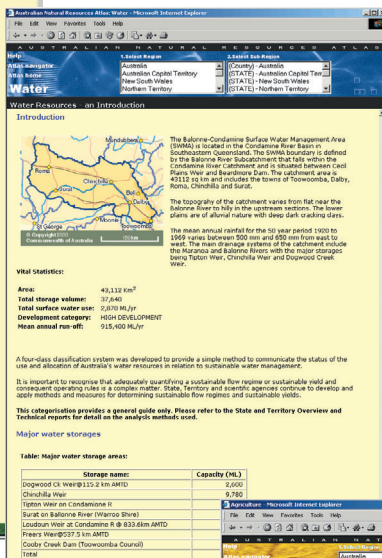 Australian Natural Resources Atlas: Water - Microsoft Internet Explorer
File Edit View Favorites Tools Help
AUSTRALIAN NATURAL RESOURCES ATLAS
Help
Atlas navigator
Atlas home
Water
1.Select Region
Australia
Australian Capital Territory
New South Wales
Northern Territory
2.Select Sub-Region
(Country) - Australia
(STATE) - Australian Capital Terr
(STATE) - New South Wales
(STATE) - Northern Territory
Water Resources - an Introduction
Introduction
Mundubbera
Roma
Chinchilla
Surat
Bell
Dalby
Moonie
St George
Toowoomba
© Copyright
Commonwealth of Australia
The Balonne-Condamine Surface Water Management Area
(SWMA) is located in the Condamine River Basin in
Southeastern Queensland. The SWMA boundary is defined
by the Balonne River Subcatchment that falls within the
Condamine River Catchment and is situated between Cecil
Plains Weir and Beardmore Dam. The catchment area is
43112 sq km and includes the towns of Toowoomba, Dalby,
Roma, Chinchilla and Surat.
The topograhy of the catchment varies from flat near the
Balonne River to hilly in the upstream sections. The lower
plains are of alluvial nature with deep dark cracking clays.
The mean annual rainfall for the 50 year period 1920 to
1969 varies between 500 mm and 650 mm from east to
west. The main drainage systems of the catchment include
the Maranoa and Balonne Rivers with the major storages
being Tipton Weir, Chinchilla Weir and Dogwood Creek
Weir.
Vital Statistics:
Area: 43,112 Km²
Total storage volume: 37,640
Total surface water use: 2,870 ML/yr
Development category: HIGH DEVELOPMENT
Mean annual run-off: 915,400 ML/yr
A four-class classification system was developed to provide a simple method to communicate the status of the
use and allocation of Australia's water resources in relation to sustainable water management.
It is important to recognise that adequately quantifying a sustainable flow regime or sustainable yield and
consequent operating rules is a complex matter. State, Territory and scientific agencies continue to develop and
apply methods and measures for determining sustainable flow regimes and sustainable yields.
This categorisation provides a general guide only. Please refer to the State and Territory Overview and
Technical reports for detail on the analysis methods used.
Major water storages
Table: Major water storage areas:
Storage name: Capacity (ML)
Dogwood Ck Weir@115.2 km AMTD 2,600
Chinchilla Weir 9,780
Tipton Weir on Condamine R
Surat on Balonne River (Warroo Shire)
Loudoun Weir at Condamine R @ 833.6km AMTD
Freers Weir@537.5 km AMTD
Cooby Creek Dam (Toowoomba Council)
Total
Agriculture - Microsoft Internet Explorer
File Edit View Favorites Tools Help
AUSTRALIAN NAT
Help
Atlas navigator
Australia